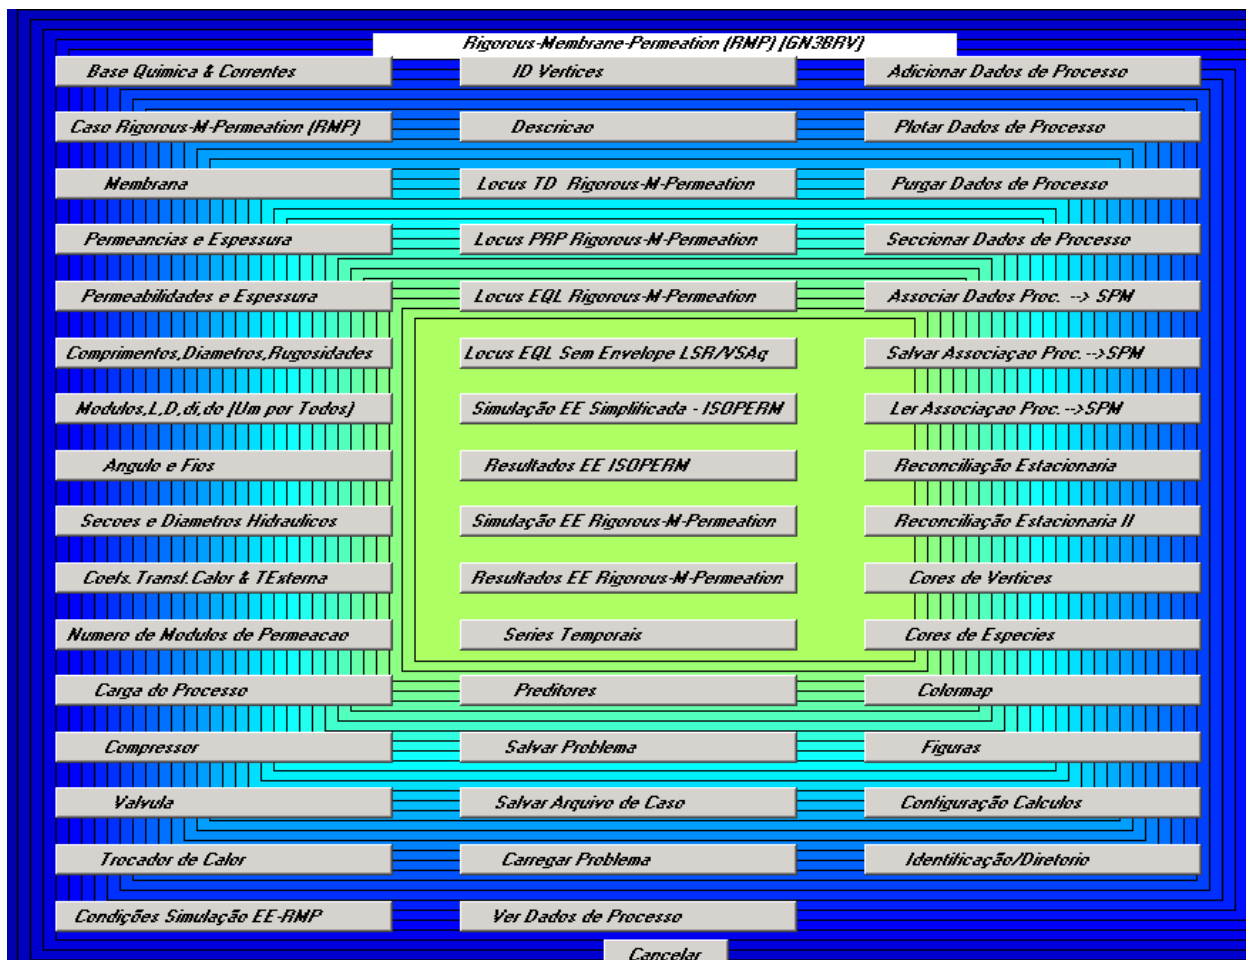 Rigorous-Membrane-Permeation (RMP) [GN3BRV]
Base Quimica & Correntes
ID Vertices
Adicionar Dados de Processo
Caso Rigorous-M-Permeation (RMP)
Descricao
Plotar Dados de Processo
Membrana
Locus TD Rigorous-M-Permeation
Purgar Dados de Processo
Permeancias e Espessura
Locus PRP Rigorous-M-Permeation
Seccionar Dados de Processo
Permeabilidades e Espessura
Locus EQL Rigorous-M-Permeation
Associar Dados Proc. --> SPM
Comprimentos,Diametros,Rugosidades
Locus EQL Sem Envelope LSR/VSAq
Salvar Associaçao Proc. -->SPM
Modulos,L,D,di,do [Um por Todos]
Simulação EE Simplificada - ISOPERM
Ler Associaçao Proc. -->SPM
Angulo e Fios
Resultados EE ISOPERM
Reconciliação Estacionaria
Secoes e Diametros Hidraulicos
Simulação EE Rigorous-M-Permeation
Reconciliação Estacionaria II
Coefs.Transf.Calor & TExterna
Resultados EE Rigorous-M-Permeation
Cores de Vertices
Numero de Modulos de Permeacao
Series Temporais
Cores de Especies
Carga do Processo
Preditores
Colormap
Compressor
Salvar Problema
Figuras
Valvula
Salvar Arquivo de Caso
Configuração Calculos
Trocador de Calor
Carregar Problema
Identificação/Diretorio
Condições Simulação EE-RMP
Ver Dados de Processo
Cancelar